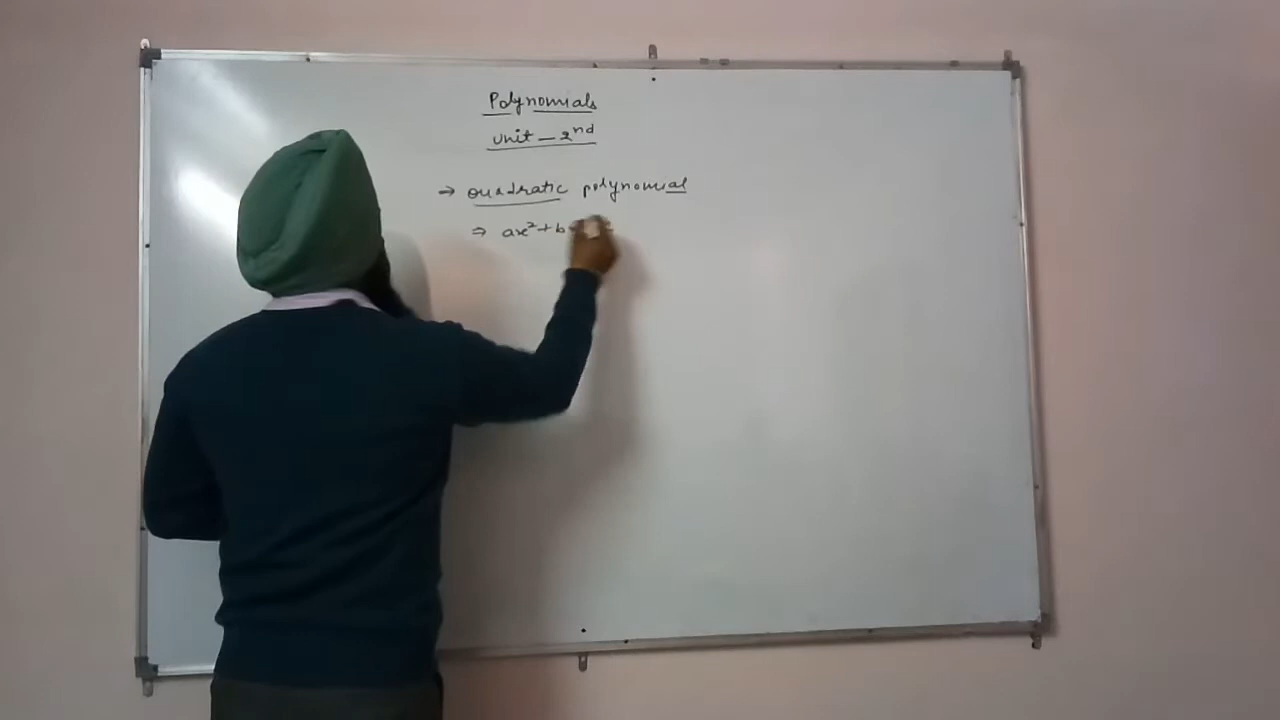 Polynomials
Unit - 2nd
→ Quadratic polynomial
⇒ ax²+b